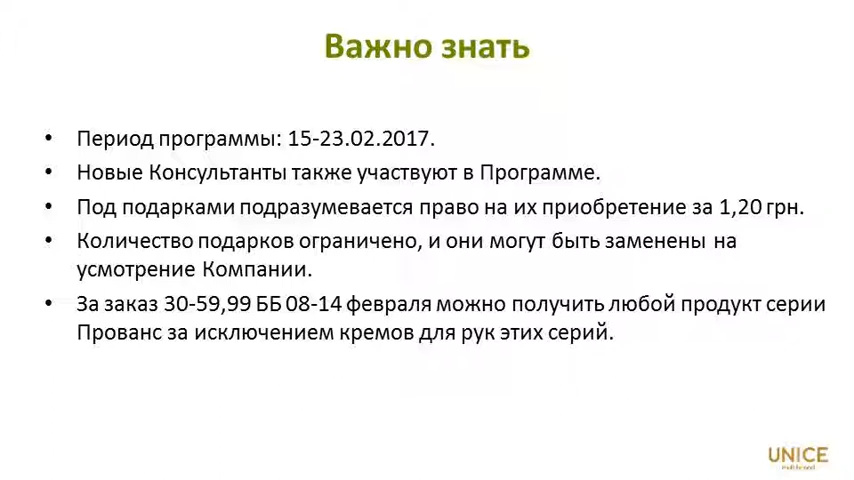 Важно знать
• Период программы: 15-23.02.2017.
• Новые Консультанты также участвуют в Программе.
• Под подарками подразумевается право на их приобретение за 1,20 грн.
• Количество подарков ограничено, и они могут быть заменены на
усмотрение Компании.
• За заказ 30-59,99 ББ 08-14 февраля можно получить любой продукт серии
Прованс за исключением кремов для рук этих серий.
UNICE